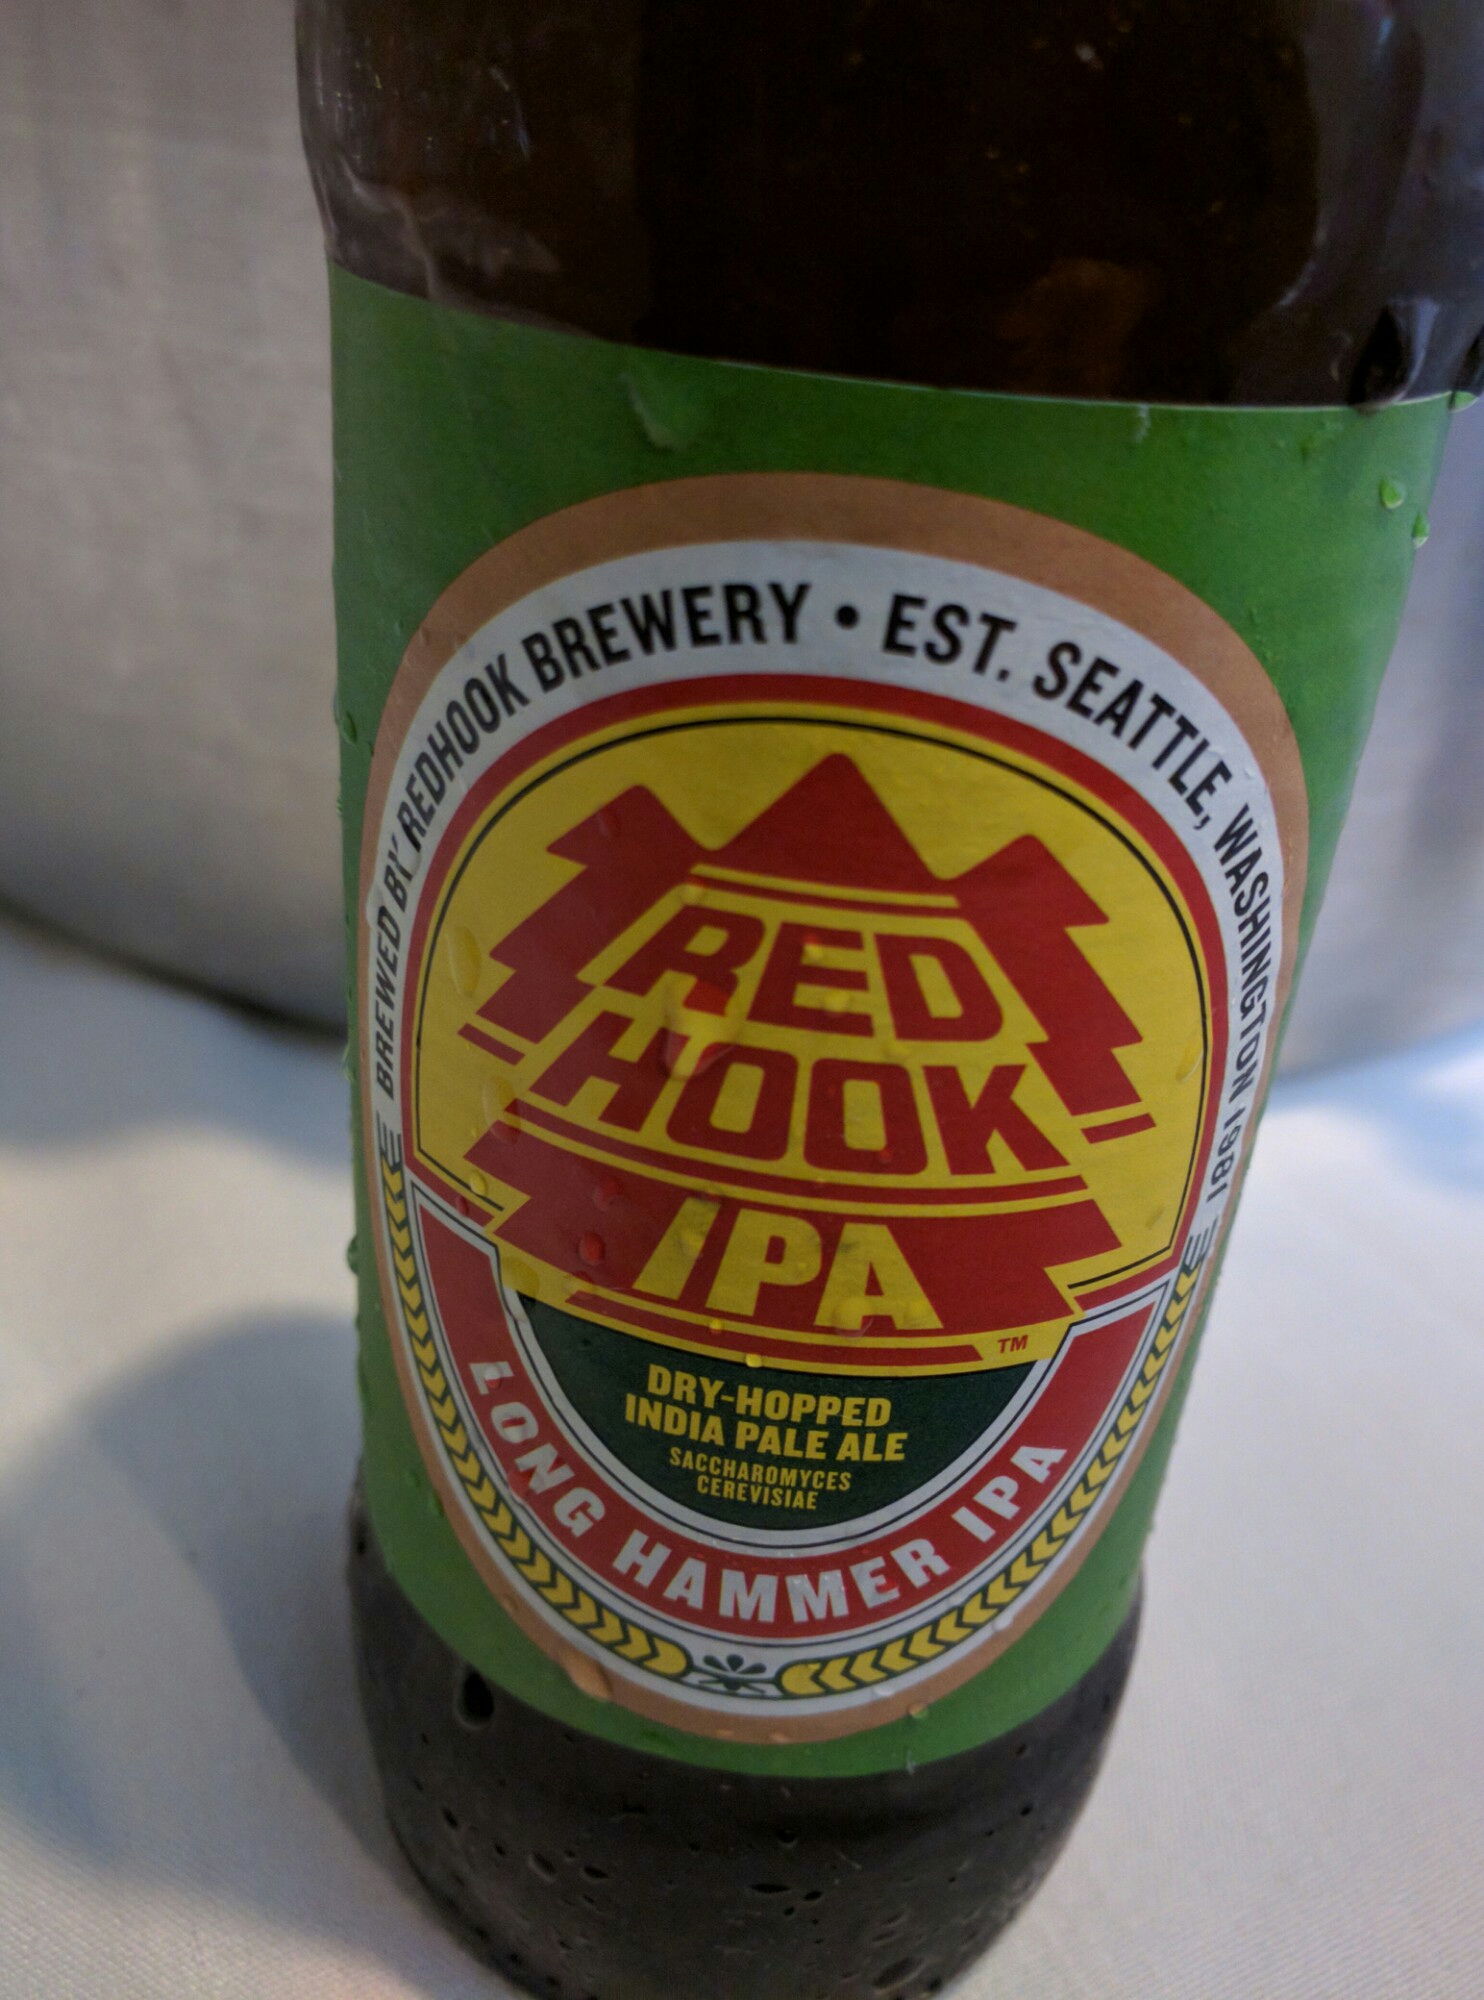 BREWED BY REDHOOK BREWERY • EST. SEATTLE, WASHINGTON 1981
RED
HOOK
IPA
TM
DRY-HOPPED
INDIA PALE ALE
SACCHAROMYCES
CEREVISIAE
LONG HAMMER IPA